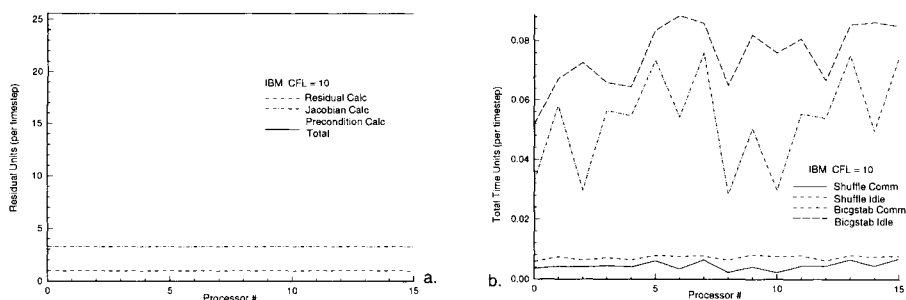 25
20
15
10
5
0
Residual Units (per timestep)
IBM CFL = 10
Residual Calc
Jacobian Calc
Precondition Calc
Total
0 5 10 15
Processor #
a.
0.08
0.06
0.04
0.02
0.00
Total Time Units (per timestep)
IBM CFL = 10
Shuffle Comm
Shuffle Idle
Bicgstab Comm
Bicgstab Idle
0 5 10 15
Processor #
b.